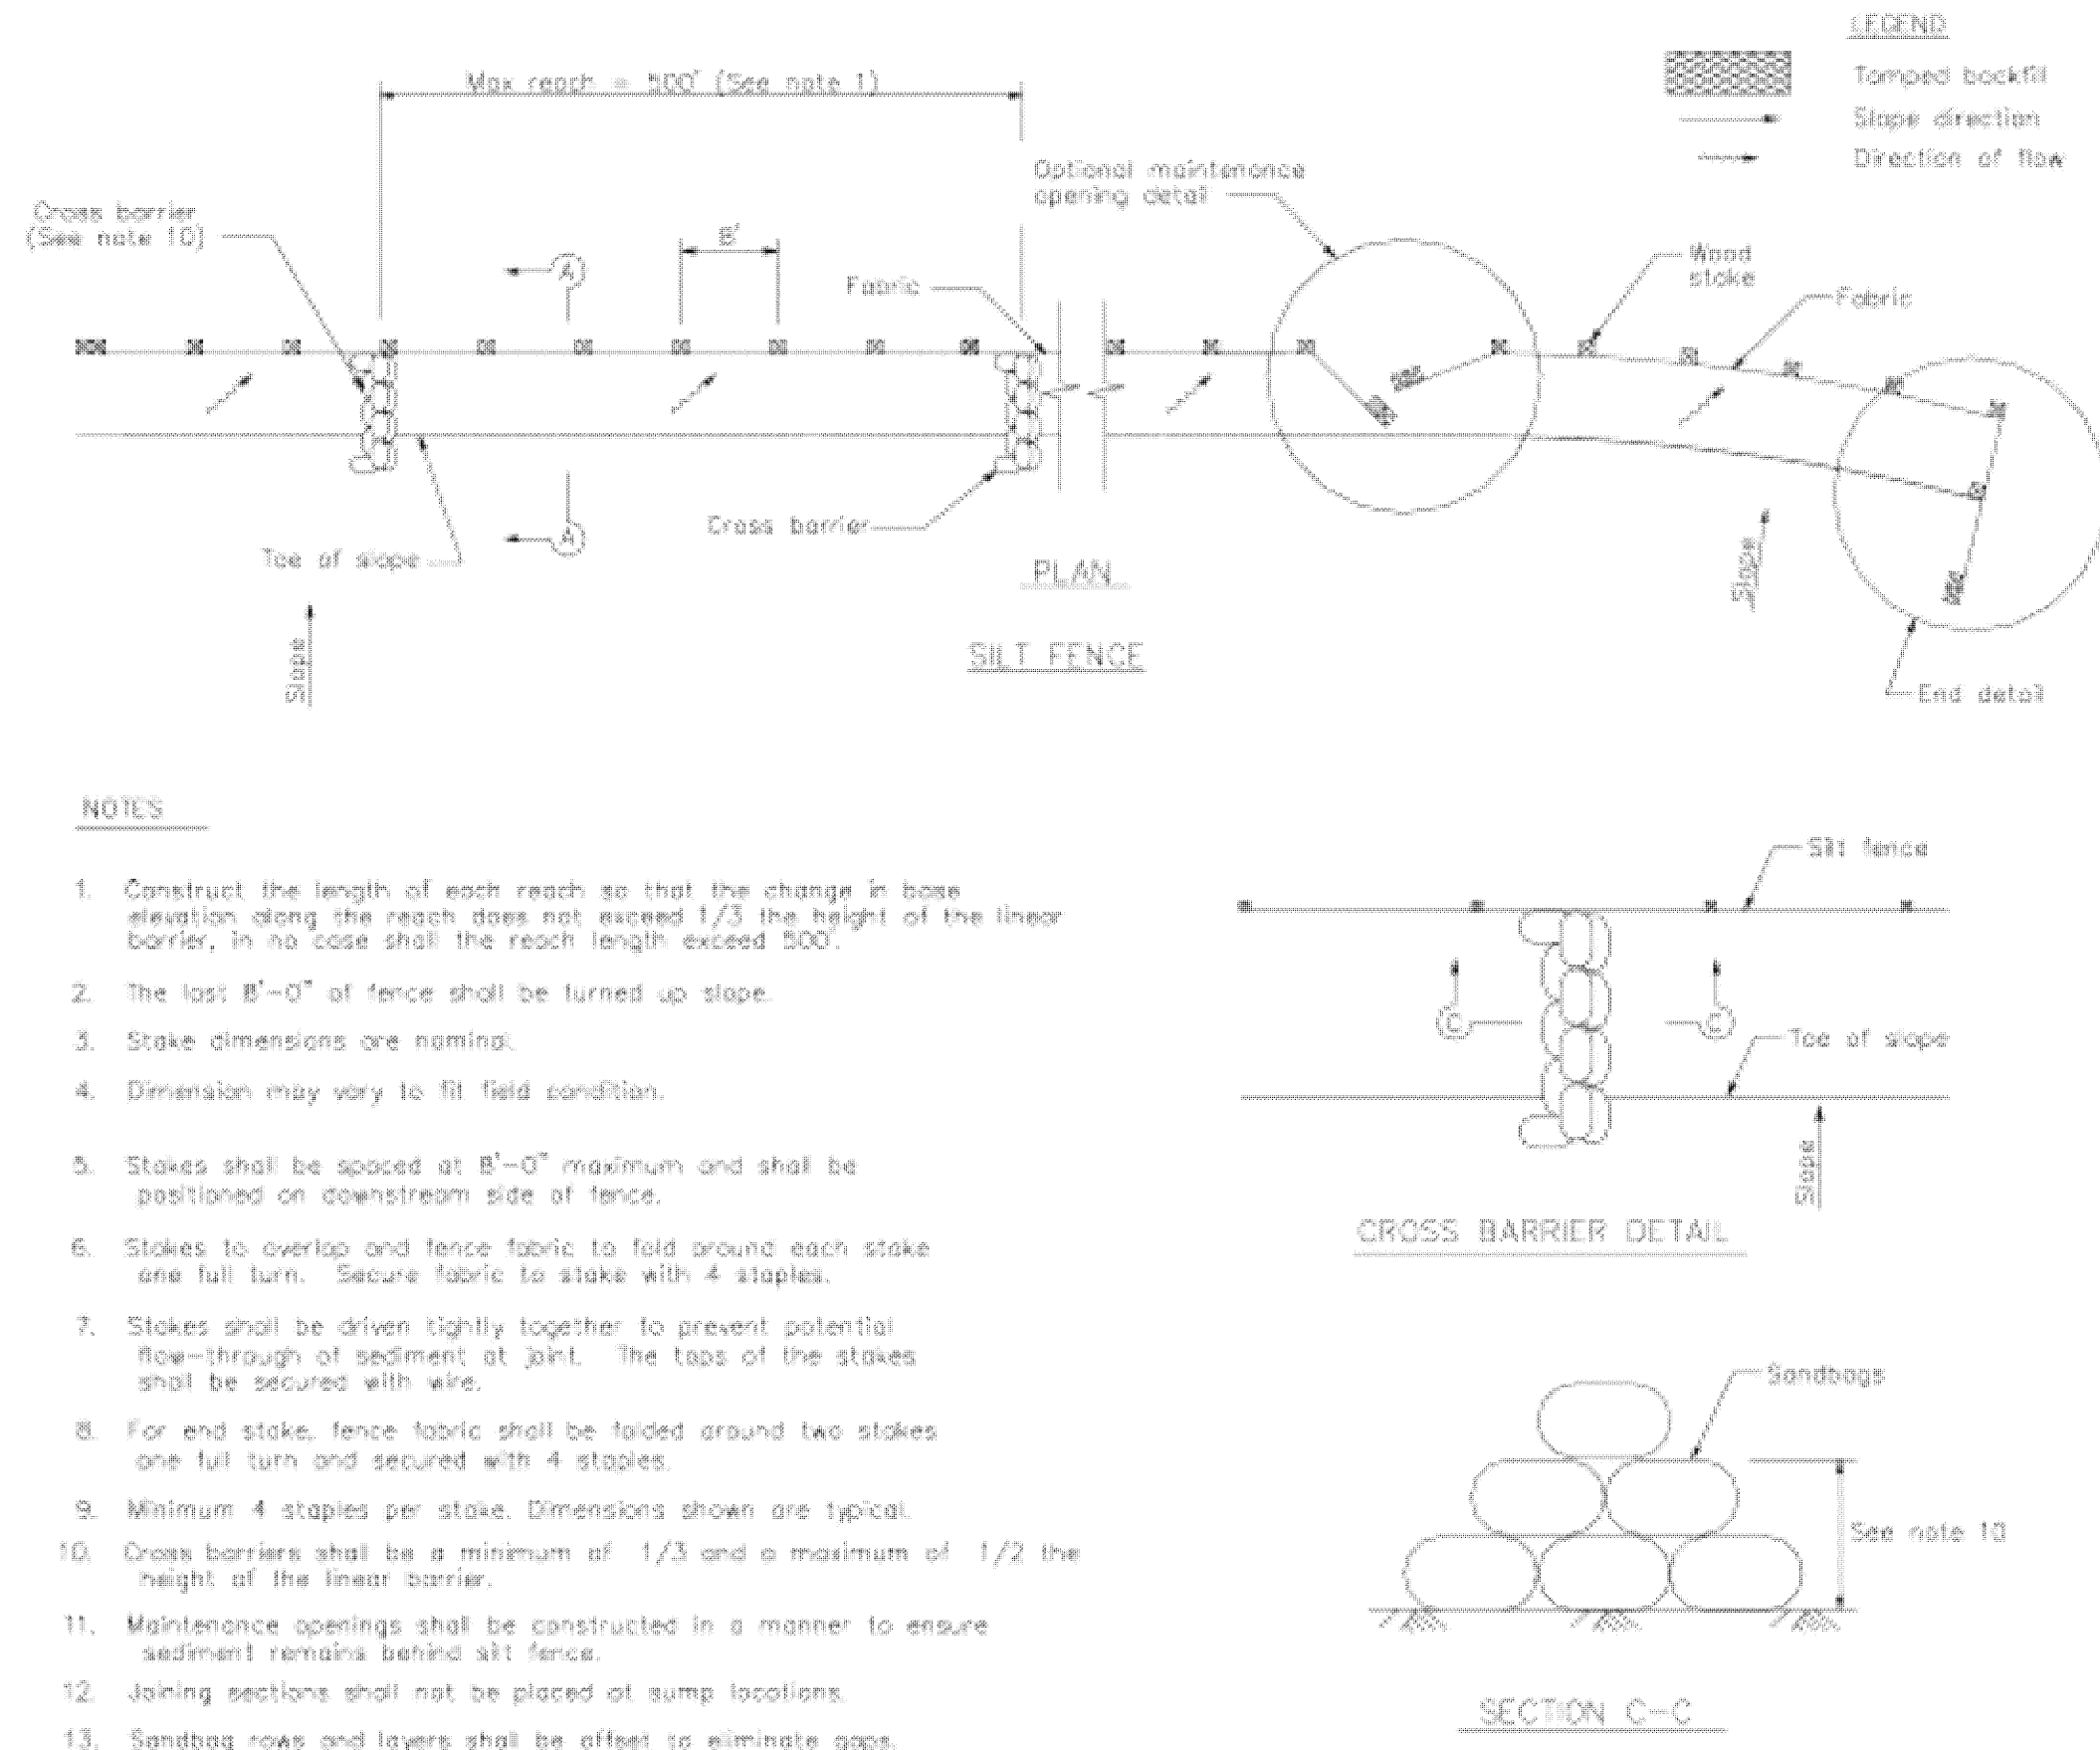 LEGEND
Tamped backfill
Slope direction
Direction of flow
Max reach = 500' (See note 1)
Optional maintenance
opening detail
Cross barrier
(See note 10)
8'
A
Fabric
Wood
stake
Fabric
Cross barrier
A
Toe of slope
Slope
Slope
PLAN
SILT FENCE
End detail
NOTES
1. Construct the length of each reach so that the change in base
elevation along the reach does not exceed 1/3 the height of the linear
barrier, in no case shall the reach length exceed 500'.
2. The last 8'-0" of fence shall be turned up slope.
3. Stake dimensions are nominal.
4. Dimension may vary to fit field condition.
5. Stakes shall be spaced at 8'-0" maximum and shall be
positioned on downstream side of fence.
6. Stakes to overlap and fence fabric to fold around each stake
one full turn. Secure fabric to stake with 4 staples.
7. Stakes shall be driven tightly together to prevent potential
flow-through of sediment at joint. The tops of the stakes
shall be secured with wire.
8. For end stake, fence fabric shall be folded around two stakes
one full turn and secured with 4 staples.
9. Minimum 4 staples per stake. Dimensions shown are typical.
10. Cross barriers shall be a minimum of 1/3 and a maximum of 1/2 the
height of the linear barrier.
11. Maintenance openings shall be constructed in a manner to ensure
sediment remains behind silt fence.
12. Joining sections shall not be placed at sump locations.
13. Sandbag rows and layers shall be offset to eliminate gaps.
Silt fence
C
C
Toe of slope
Slope
CROSS BARRIER DETAIL
Sandbags
See note 10
SECTION C-C